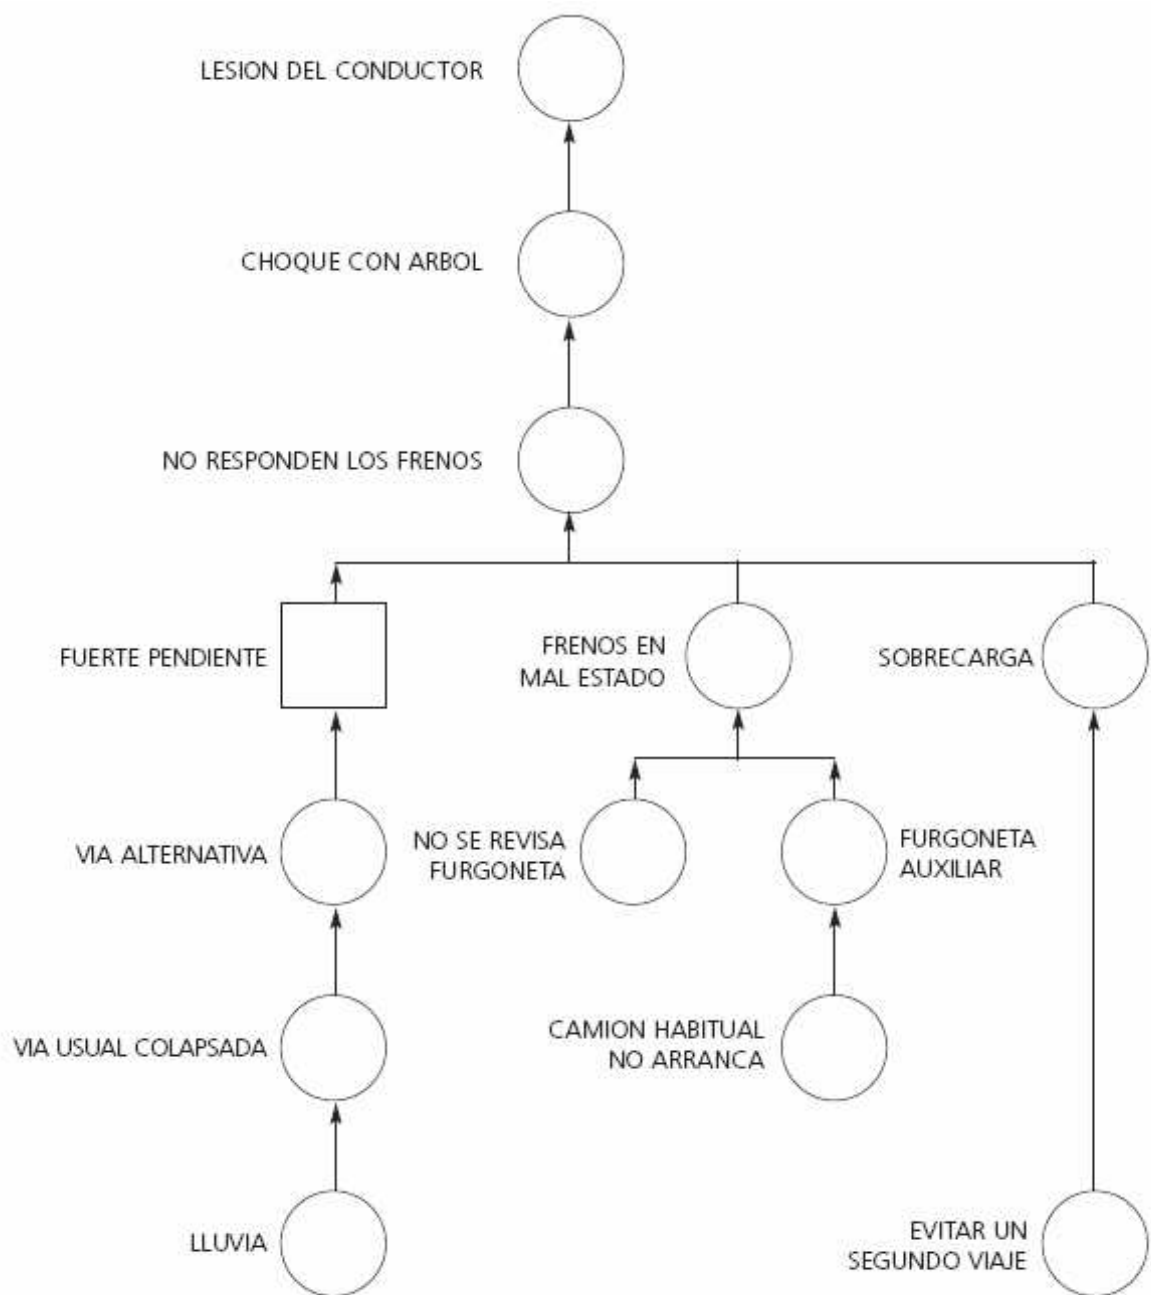 LESION DEL CONDUCTOR
CHOQUE CON ARBOL
NO RESPONDEN LOS FRENOS
FUERTE PENDIENTE
FRENOS EN
MAL ESTADO
SOBRECARGA
VIA ALTERNATIVA
NO SE REVISA
FURGONETA
FURGONETA
AUXILIAR
VIA USUAL COLAPSADA
CAMION HABITUAL
NO ARRANCA
LLUVIA
EVITAR UN
SEGUNDO VIAJE